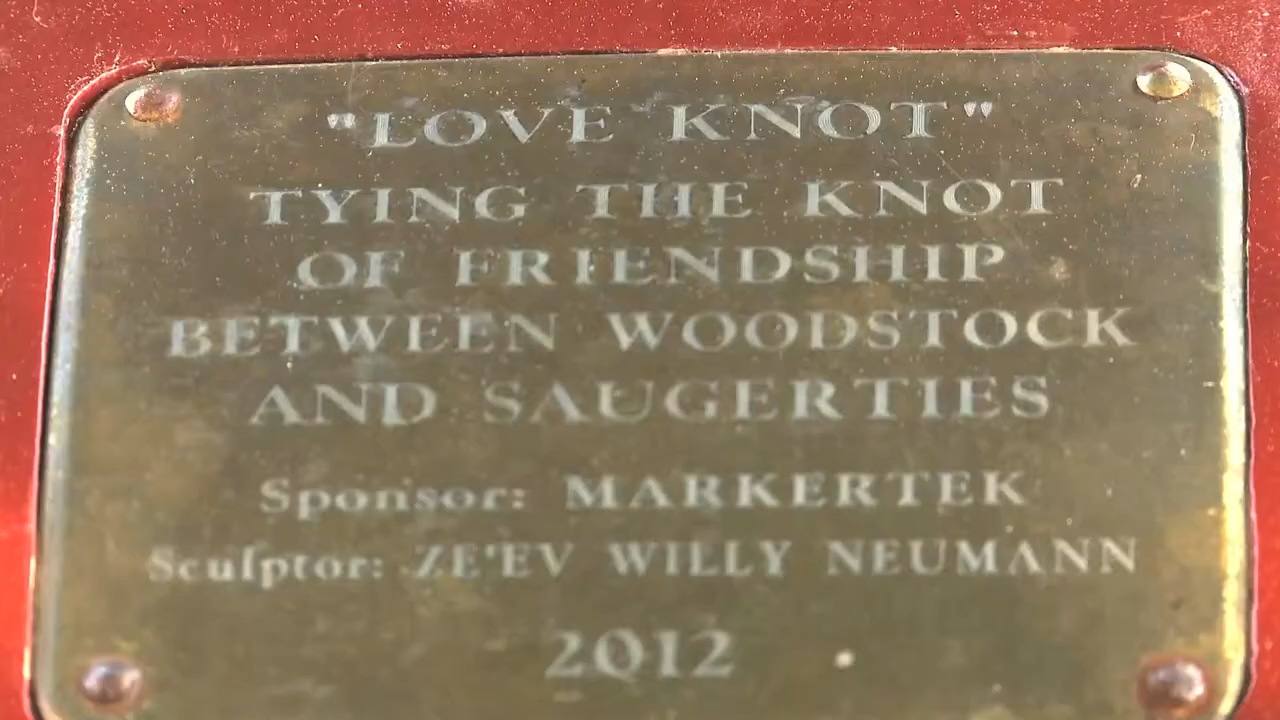 "LOVE KNOT"
TYING THE KNOT
OF FRIENDSHIP
BETWEEN WOODSTOCK
AND SAUGERTIES
Sponsor: MARKERTEK
Sculptor: ZE'EV WILLY NEUMANN
2012